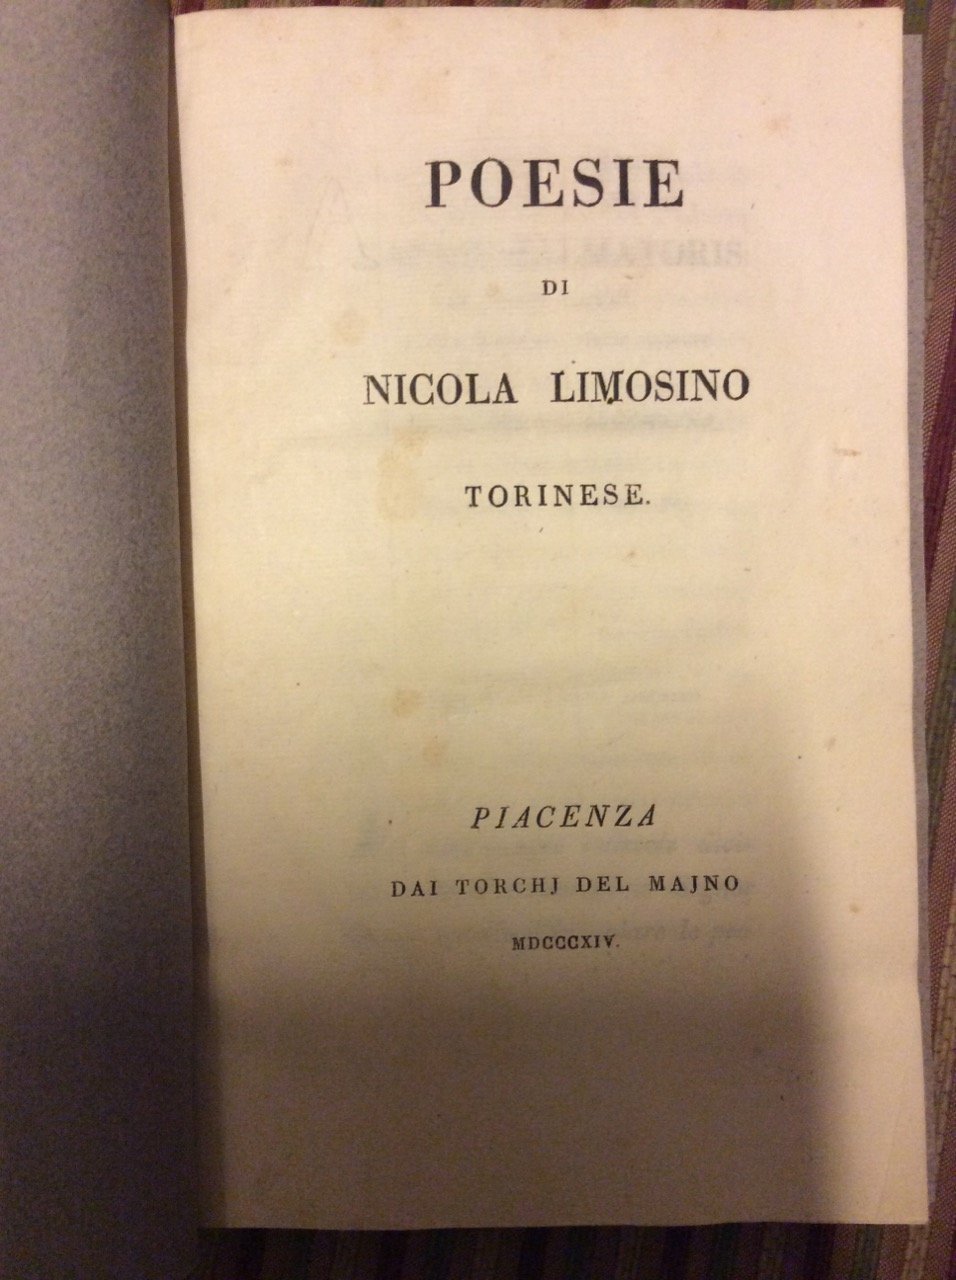 POESIE
DI
NICOLA LIMOSINO
TORINESE.
PIACENZA
DAI TORCHJ DEL MAJNO
MDCCCXIV.